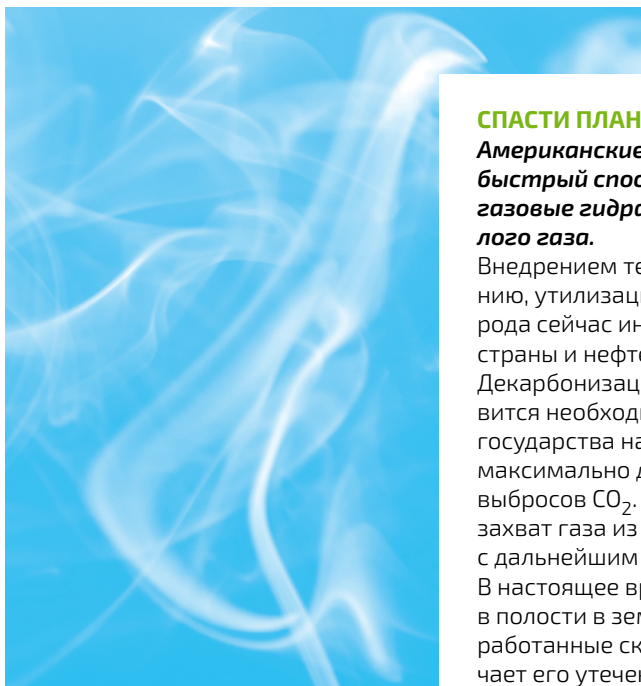 СПАСТИ ПЛАН
Американские
быстрый спос
газовые гидра
лого газа.
Внедрением те
нию, утилизац
рода сейчас ин
страны и нефте
Декарбонизац
вится необход
государства на
максимально д
выбросов CO₂.
захват газа из
с дальнейшим
В настоящее вр
в полости в зем
работанные ск
чает его утечен